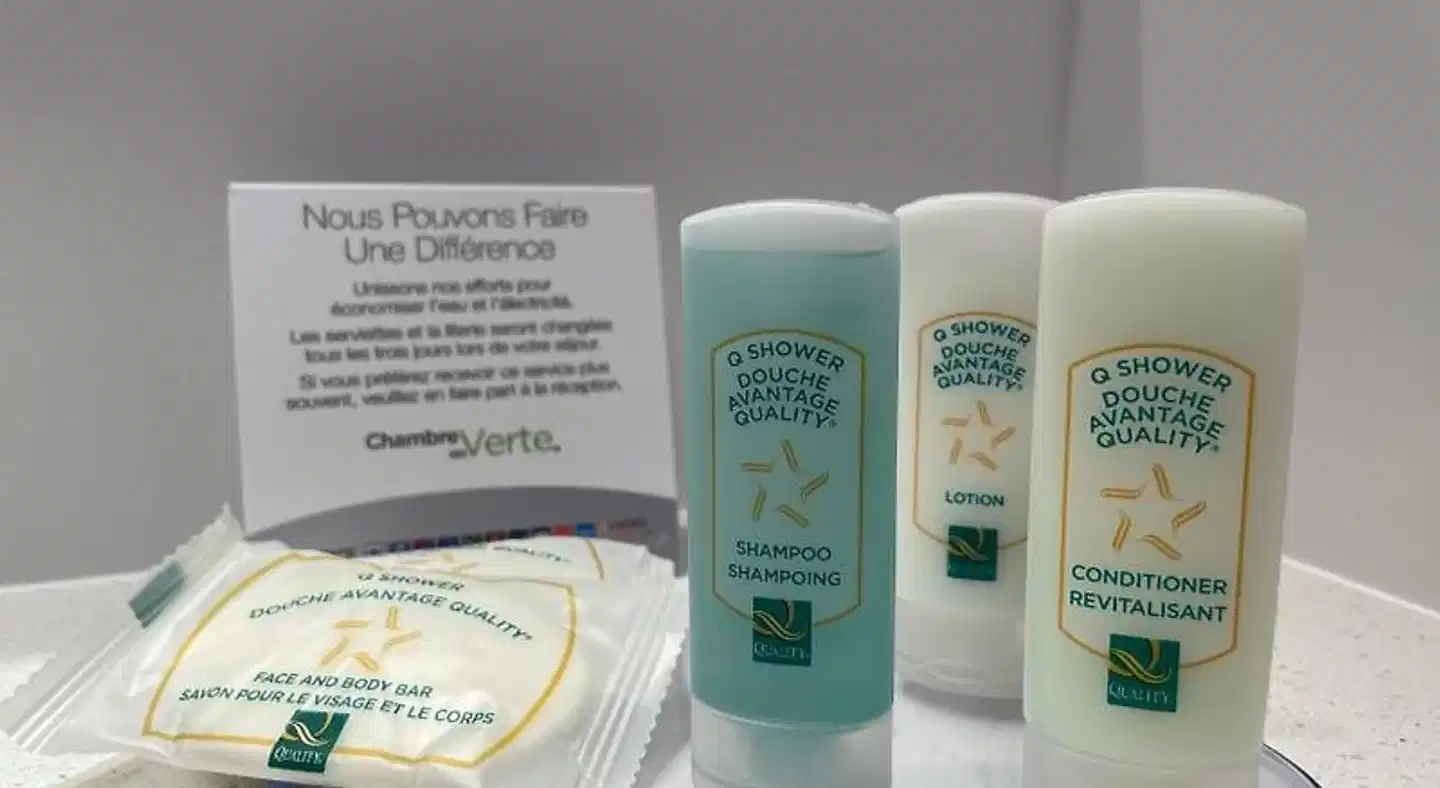 Nous Pouvons Faire
Une Différence
Unissons nos efforts pour
économiser l'eau et l'électricité.
Les serviettes et la literie seront changées
tous les trois jours lors de votre séjour.
Si vous préférez recevoir ce service plus
souvent, veuillez en faire part à la réception.
Chambre
Verte
Q SHOWER
DOUCHE AVANTAGE QUALITY®
FACE AND BODY BAR
SAVON POUR LE VISAGE ET LE CORPS
QUALITY
QUALITY®
Q SHOWER
DOUCHE
AVANTAGE
QUALITY®
SHAMPOO
SHAMPOING
QUALITY
Q SHOWER
DOUCHE
AVANTAGE
QUALITY®
LOTION
Q SHOWER
DOUCHE
AVANTAGE
QUALITY®
CONDITIONER
REVITALISANT
QUALITY